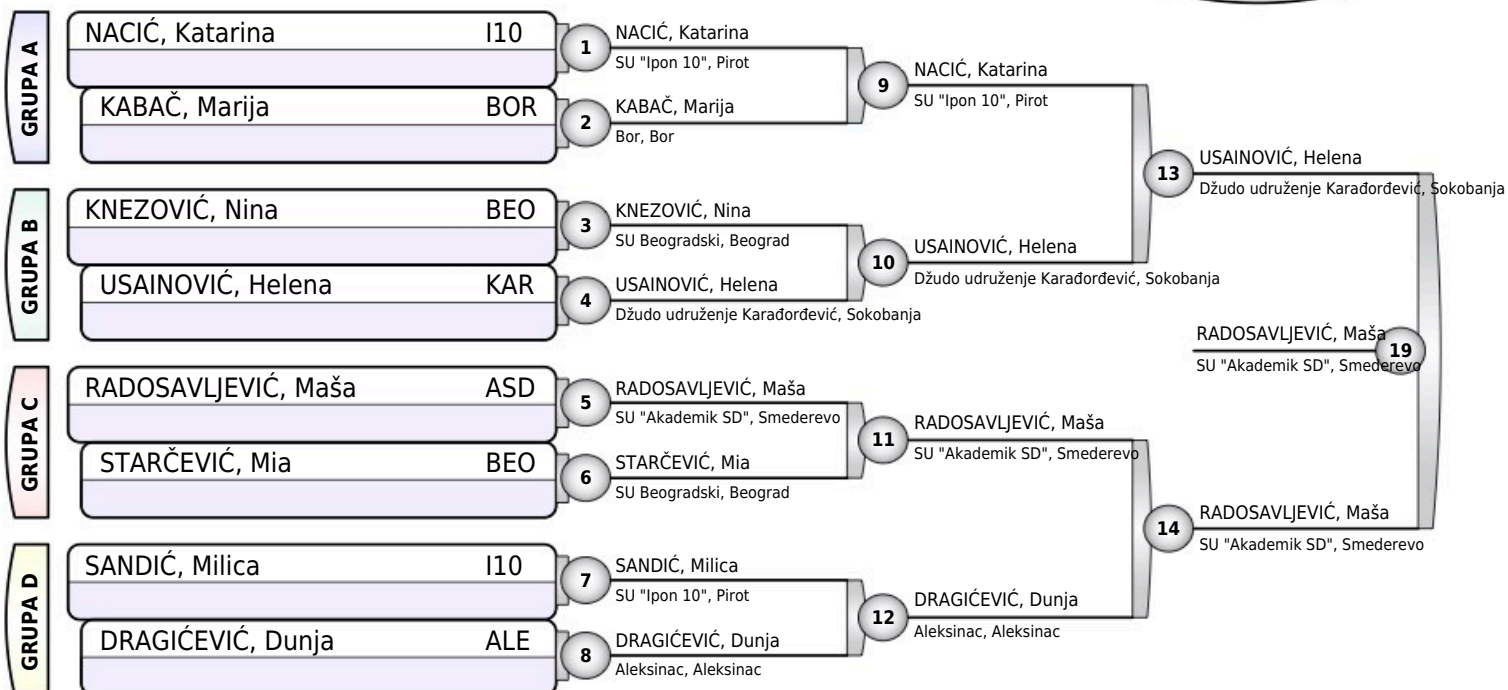 GRUPA A
NACIĆ, Katarina I10
KABAČ, Marija BOR
1
NACIĆ, Katarina
SU "Ipon 10", Pirot
2
KABAČ, Marija
Bor, Bor
9
NACIĆ, Katarina
SU "Ipon 10", Pirot
GRUPA B
KNEZOVIĆ, Nina BEO
USAINOVIĆ, Helena KAR
3
KNEZOVIĆ, Nina
SU Beogradski, Beograd
4
USAINOVIĆ, Helena
Džudo udruženje Karađorđević, Sokobanja
10
USAINOVIĆ, Helena
Džudo udruženje Karađorđević, Sokobanja
13
USAINOVIĆ, Helena
Džudo udruženje Karađorđević, Sokobanja
GRUPA C
RADOSAVLJEVIĆ, Maša ASD
STARČEVIĆ, Mia BEO
5
RADOSAVLJEVIĆ, Maša
SU "Akademik SD", Smederevo
6
STARČEVIĆ, Mia
SU Beogradski, Beograd
11
RADOSAVLJEVIĆ, Maša
SU "Akademik SD", Smederevo
GRUPA D
SANDIĆ, Milica I10
DRAGIĆEVIĆ, Dunja ALE
7
SANDIĆ, Milica
SU "Ipon 10", Pirot
8
DRAGIĆEVIĆ, Dunja
Aleksinac, Aleksinac
12
DRAGIĆEVIĆ, Dunja
Aleksinac, Aleksinac
14
RADOSAVLJEVIĆ, Maša
SU "Akademik SD", Smederevo
RADOSAVLJEVIĆ, Maša
SU "Akademik SD", Smederevo
19